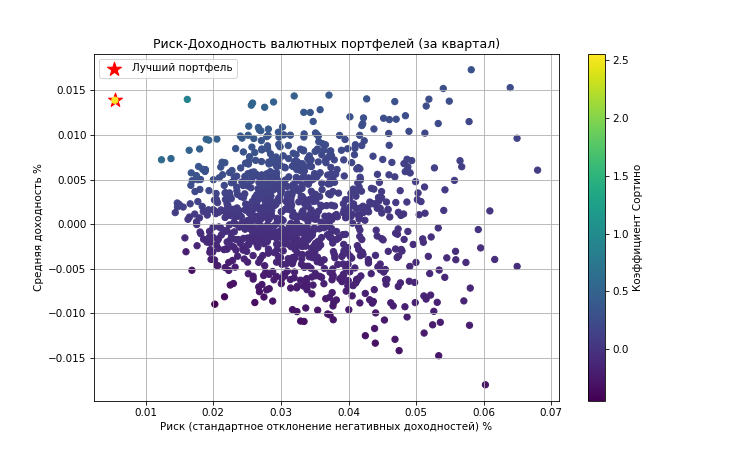 Риск-Доходность валютных портфелей (за квартал)
Лучший портфель
Средняя доходность %
0.015
0.010
0.005
0.000
−0.005
−0.010
−0.015
0.01 0.02 0.03 0.04 0.05 0.06 0.07
Риск (стандартное отклонение негативных доходностей) %
2.5
2.0
1.5
1.0
0.5
0.0
Коэффициент Сортино